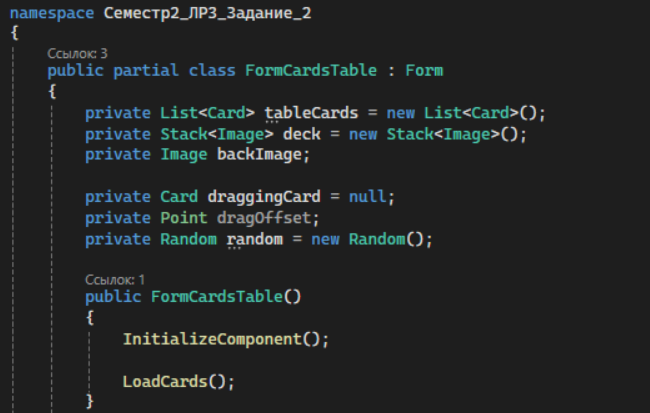 namespace Семестр2_ЛР3_Задание_2
{
Ссылок: 3
public partial class FormCardsTable : Form
{
private List<Card> tableCards = new List<Card>();
private Stack<Image> deck = new Stack<Image>();
private Image backImage;
private Card draggingCard = null;
private Point dragOffset;
private Random random = new Random();
Ссылок: 1
public FormCardsTable()
{
InitializeComponent();
LoadCards();
}